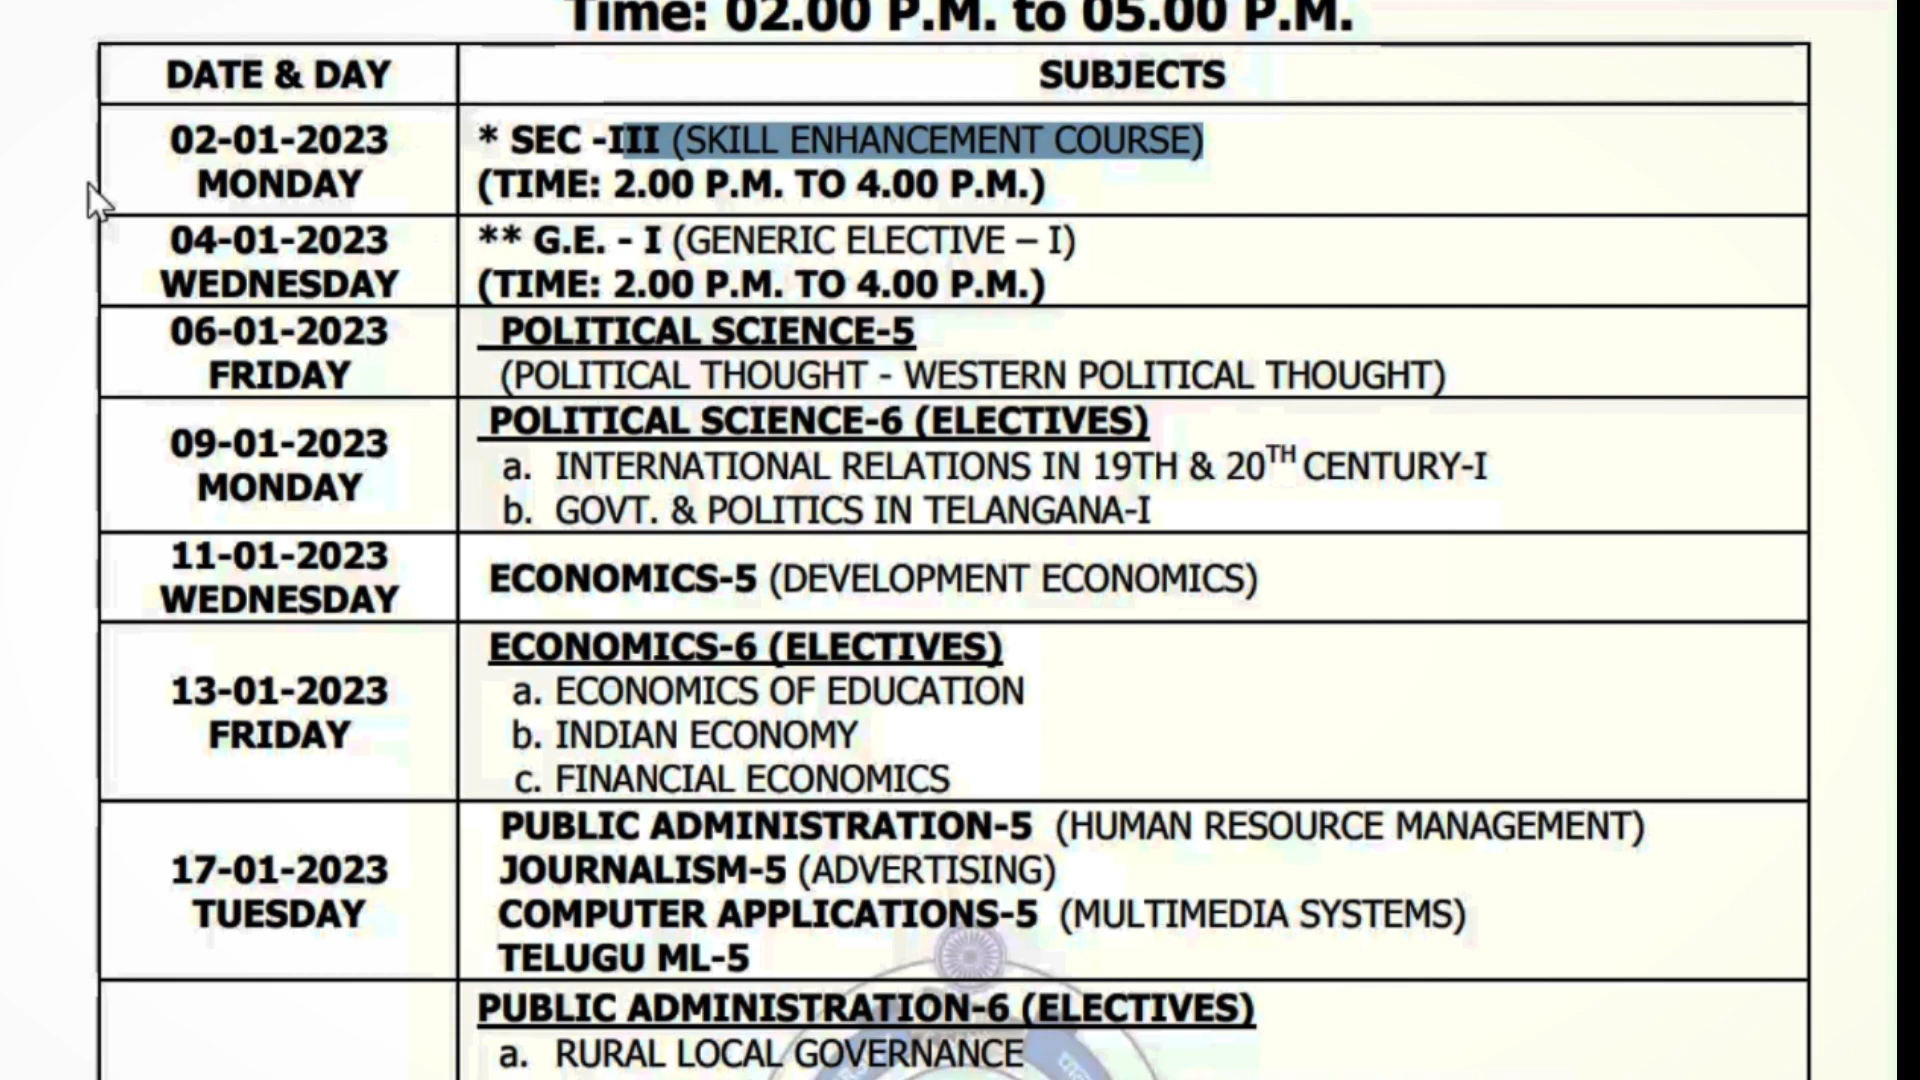 Time: 02.00 P.M. to 05.00 P.M.
DATE & DAY
SUBJECTS
02-01-2023
MONDAY
* SEC -III (SKILL ENHANCEMENT COURSE)
(TIME: 2.00 P.M. TO 4.00 P.M.)
04-01-2023
WEDNESDAY
** G.E. - I (GENERIC ELECTIVE – I)
(TIME: 2.00 P.M. TO 4.00 P.M.)
06-01-2023
FRIDAY
POLITICAL SCIENCE-5
(POLITICAL THOUGHT - WESTERN POLITICAL THOUGHT)
09-01-2023
MONDAY
POLITICAL SCIENCE-6 (ELECTIVES)
a. INTERNATIONAL RELATIONS IN 19TH & 20TH CENTURY-I
b. GOVT. & POLITICS IN TELANGANA-I
11-01-2023
WEDNESDAY
ECONOMICS-5 (DEVELOPMENT ECONOMICS)
13-01-2023
FRIDAY
ECONOMICS-6 (ELECTIVES)
a. ECONOMICS OF EDUCATION
b. INDIAN ECONOMY
c. FINANCIAL ECONOMICS
17-01-2023
TUESDAY
PUBLIC ADMINISTRATION-5 (HUMAN RESOURCE MANAGEMENT)
JOURNALISM-5 (ADVERTISING)
COMPUTER APPLICATIONS-5 (MULTIMEDIA SYSTEMS)
TELUGU ML-5
PUBLIC ADMINISTRATION-6 (ELECTIVES)
a. RURAL LOCAL GOVERNANCE